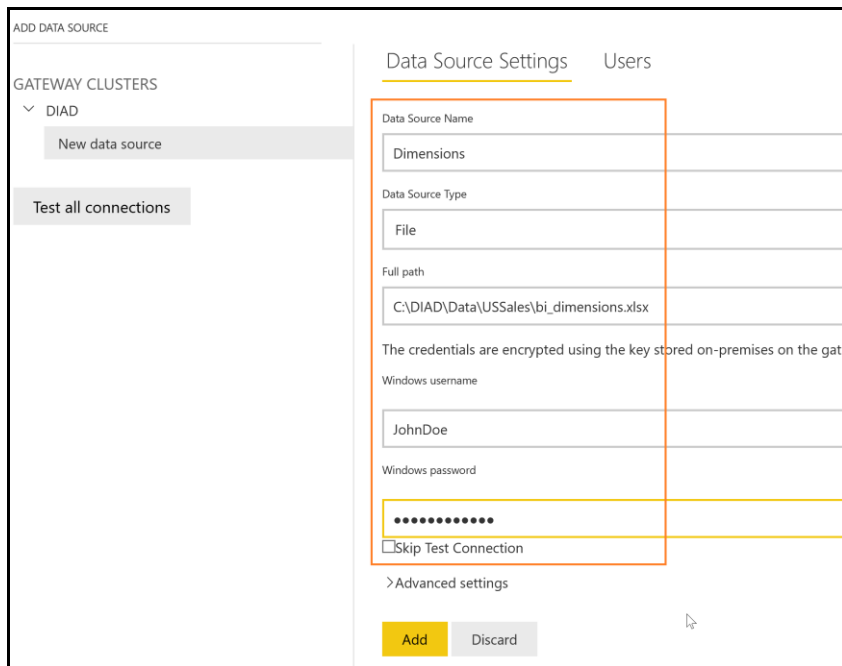 ADD DATA SOURCE
GATEWAY CLUSTERS
DIAD
New data source
Test all connections
Data Source Settings
Users
Data Source Name
Dimensions
Data Source Type
File
Full path
C:\DIAD\Data\USSales\bi_dimensions.xlsx
The credentials are encrypted using the key stored on-premises on the gat
Windows username
JohnDoe
Windows password
••••••••••••
Skip Test Connection
Advanced settings
Add
Discard